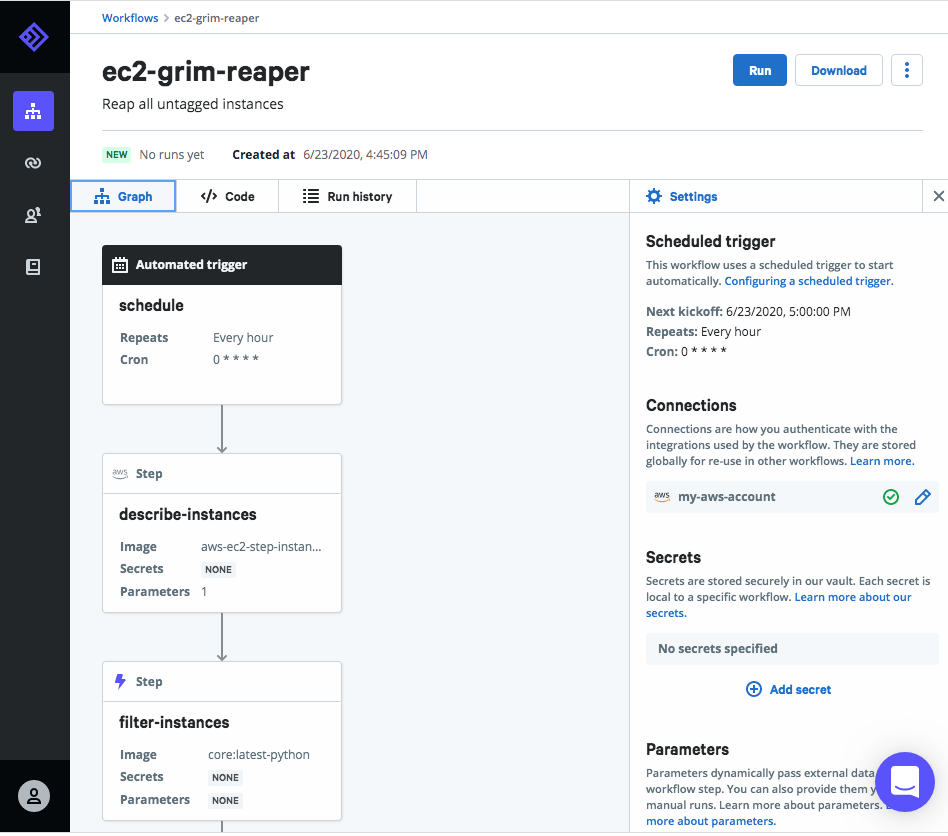 Workflows > ec2-grim-reaper
ec2-grim-reaper
Run
Download
Reap all untagged instances
NEW No runs yet Created at 6/23/2020, 4:45:09 PM
Graph
</> Code
Run history
Settings
Automated trigger
schedule
Repeats Every hour
Cron 0 * * * *
aws Step
describe-instances
Image aws-ec2-step-instan...
Secrets NONE
Parameters 1
Step
filter-instances
Image core:latest-python
Secrets NONE
Parameters NONE
Scheduled trigger
This workflow uses a scheduled trigger to start
automatically. Configuring a scheduled trigger.
Next kickoff: 6/23/2020, 5:00:00 PM
Repeats: Every hour
Cron: 0 * * * *
Connections
Connections are how you authenticate with the
integrations used by the workflow. They are stored
globally for re-use in other workflows. Learn more.
aws my-aws-account
Secrets
Secrets are stored securely in our vault. Each secret is
local to a specific workflow. Learn more about our
secrets.
No secrets specified
Add secret
Parameters
Parameters dynamically pass external data
workflow step. You can also provide them
manual runs. Learn more about parameters.
more about parameters.